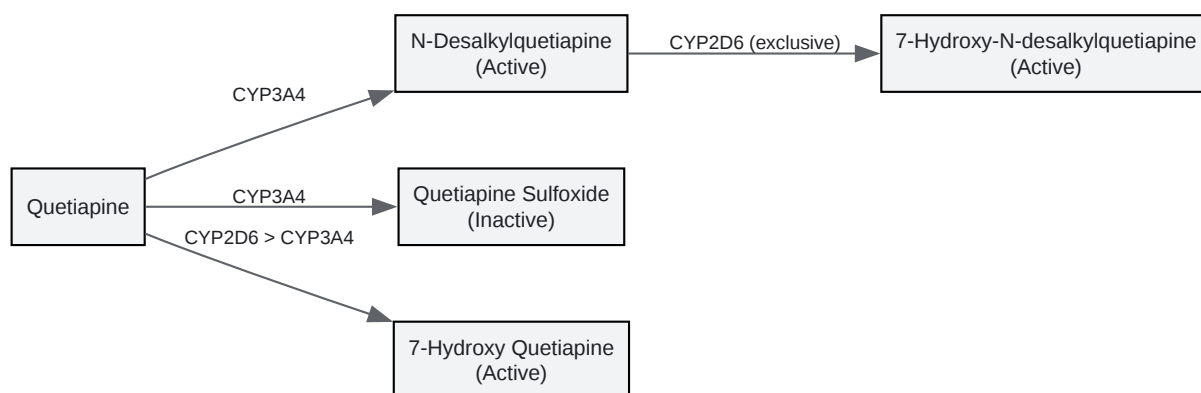 N-Desalkylquetiapine
(Active)
CYP2D6 (exclusive)
7-Hydroxy-N-desalkylquetiapine
(Active)
CYP3A4
Quetiapine
CYP3A4
Quetiapine Sulfoxide
(Inactive)
CYP2D6 > CYP3A4
7-Hydroxy Quetiapine
(Active)